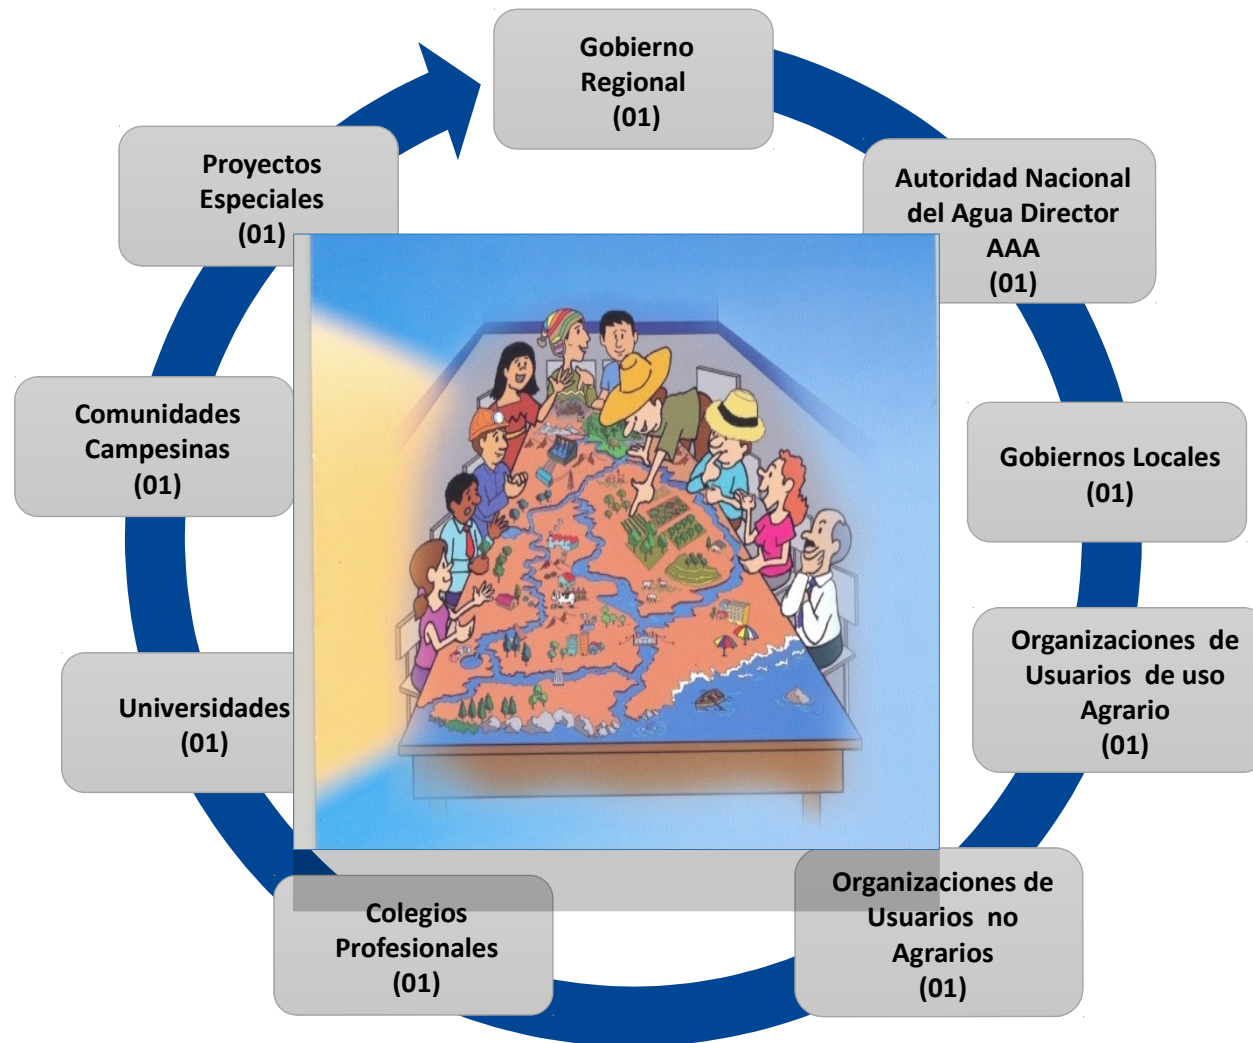 Gobierno
Regional
(01)
Autoridad Nacional
del Agua Director
AAA
(01)
Gobiernos Locales
(01)
Organizaciones de
Usuarios de uso
Agrario
(01)
Organizaciones de
Usuarios no
Agrarios
(01)
Colegios
Profesionales
(01)
Universidades
(01)
Comunidades
Campesinas
(01)
Proyectos
Especiales
(01)